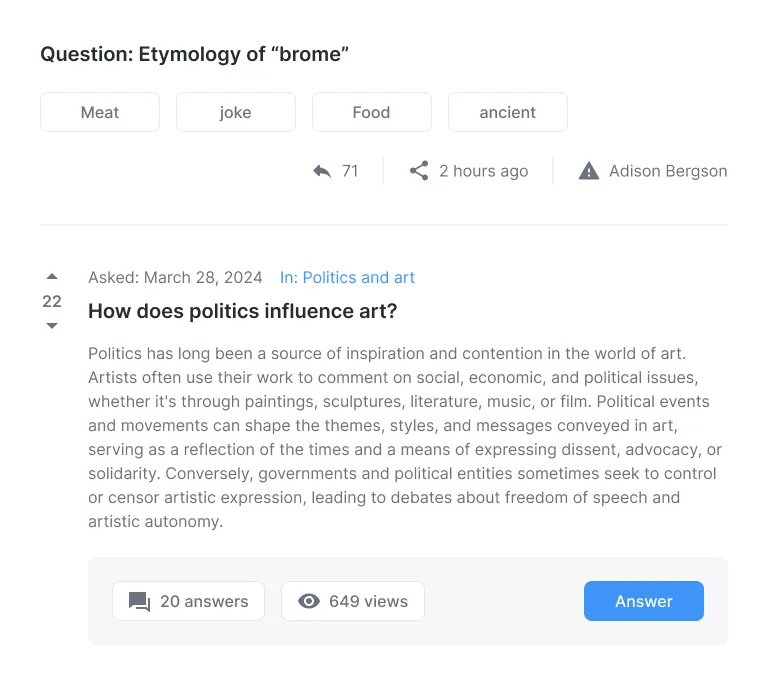 Question: Etymology of “brome”
Meat
joke
Food
ancient
71
2 hours ago
Adison Bergson
Asked: March 28, 2024 In: Politics and art
22
How does politics influence art?
Politics has long been a source of inspiration and contention in the world of art.
Artists often use their work to comment on social, economic, and political issues,
whether it's through paintings, sculptures, literature, music, or film. Political events
and movements can shape the themes, styles, and messages conveyed in art,
serving as a reflection of the times and a means of expressing dissent, advocacy, or
solidarity. Conversely, governments and political entities sometimes seek to control
or censor artistic expression, leading to debates about freedom of speech and
artistic autonomy.
20 answers
649 views
Answer